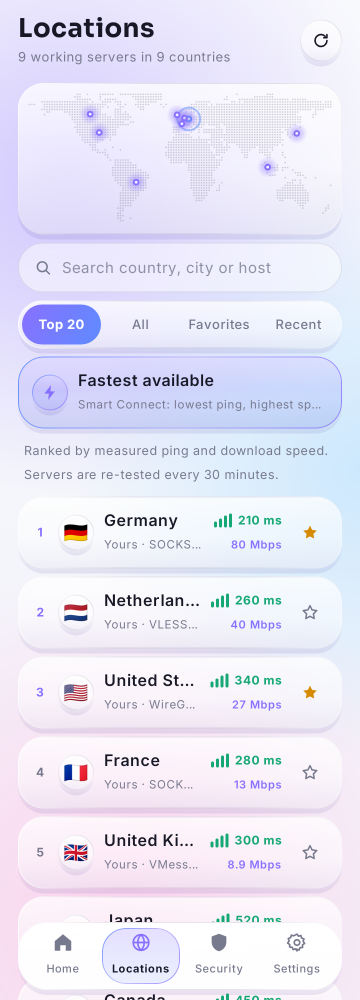 Locations
9 working servers in 9 countries
Search country, city or host
Top 20 All Favorites Recent
Fastest available
Smart Connect: lowest ping, highest sp...
Ranked by measured ping and download speed.
Servers are re-tested every 30 minutes.
1 Germany 210 ms
Yours · SOCKS... 80 Mbps
2 Netherlan... 260 ms
Yours · VLESS... 40 Mbps
3 United St... 340 ms
Yours · WireG... 27 Mbps
4 France 280 ms
Yours · SOCK... 13 Mbps
5 United Ki... 300 ms
Yours · VMess... 8.9 Mbps
Japan 520 ms
Home Locations Security Settings
Canada 450 ms